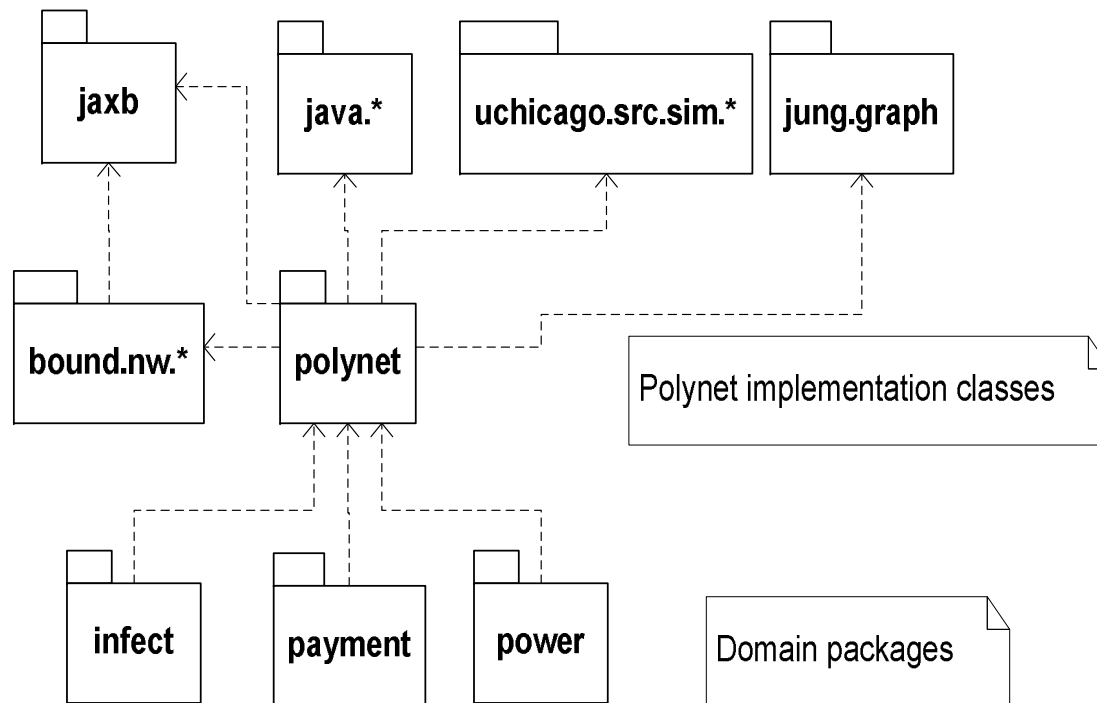 jaxb
java.*
uchicago.src.sim.*
jung.graph
bound.nw.*
polynet
Polynet implementation classes
infect
payment
power
Domain packages